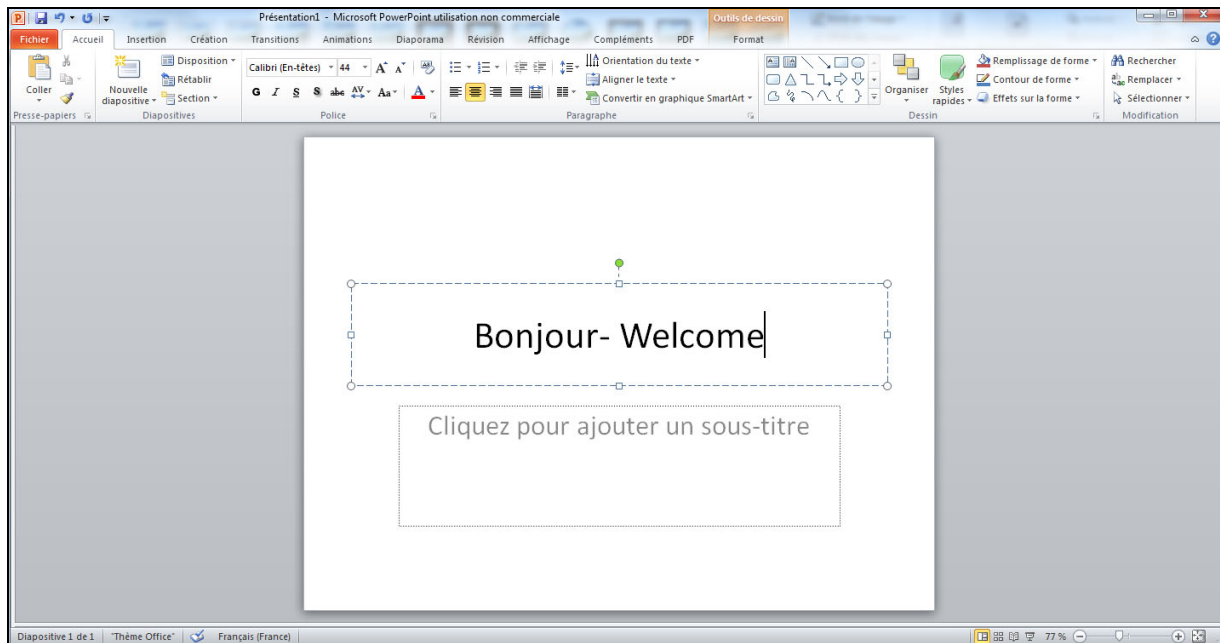 Présentation1 - Microsoft PowerPoint utilisation non commerciale
Outils de dessin
Fichier Accueil Insertion Création Transitions Animations Diaporama Révision Affichage Compléments PDF Format
Coller
Nouvelle diapositive
Disposition
Rétablir
Section
Calibri (En-têtes) 44 A A
G I S S abc AV Aa A
Orientation du texte
Aligner le texte
Convertir en graphique SmartArt
Organiser
Styles rapides
Remplissage de forme
Contour de forme
Effets sur la forme
Rechercher
Remplacer
Sélectionner
Presse-papiers Diapositives Police Paragraphe Dessin Modification
Bonjour- Welcome
Cliquez pour ajouter un sous-titre
Diapositive 1 de 1 "Thème Office" Français (France) 77 %